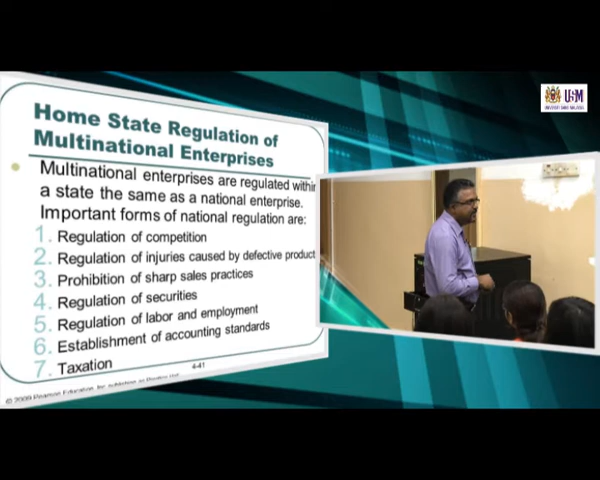 Home State Regulation of
Multinational Enterprises
Multinational enterprises are regulated within
a state the same as a national enterprise.
Important forms of national regulation are:
1. Regulation of competition
2. Regulation of injuries caused by defective product
3. Prohibition of sharp sales practices
4. Regulation of securities
5. Regulation of labor and employment
6. Establishment of accounting standards
7. Taxation
4-41
© 2009 Pearson Education, Inc. publishing as Prentice Hall
USM
UNIVERSITI SAINS MALAYSIA